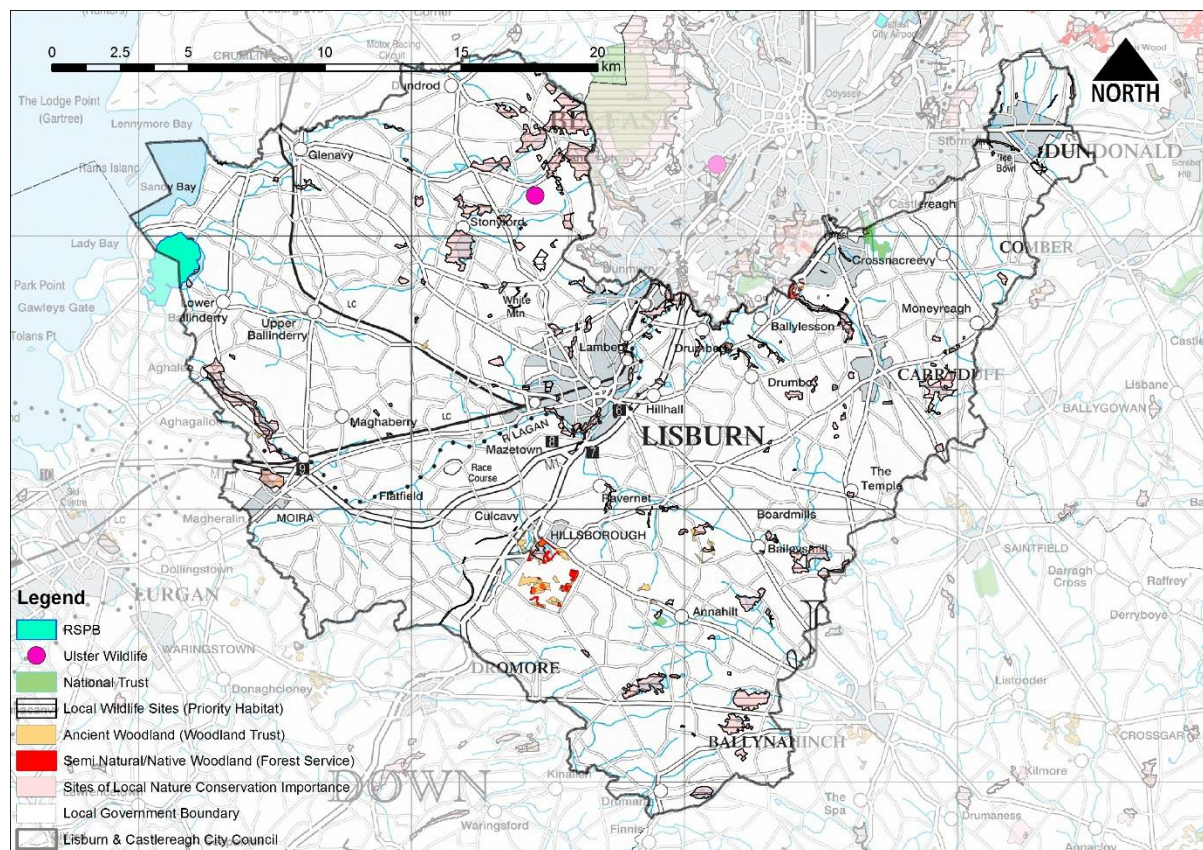 0 2.5 5 10 15 20
km
NORTH
CRUMLIN
Motor Racing
Circuit
Dundrod
The Lodge Point
(Gartree)
Lennymore Bay
Rams Island
Sandy Bay
Glenavy
BELFAST
Odyssey
Ice
Bowl
DUNDONALD
Castlereagh
Stonyford
Lady Bay
Park Point
Gawleys Gate
Tolans Pt
Lower
Ballinderry
Upper
Ballinderry
LC
White
Mtn
Dunmurry
COMBER
Crossnacreevy
Moneyreagh
Ballylesson
Lambeg
Drumbeg
Drumbo
CARRYDUFF
Lisbane
BALLYGOWAN
Aghagallon
Maghaberry
LC
R LAGAN
Mazetown
M1
Hillhall
LISBURN
6
7
8
9
10
Race
Course
Flatfield
MOIRA
LC
Magheralin
Dollingstown
Culcavy
Ravernet
The
Temple
Boardmills
HILLSBOROUGH
Baileysmill
SAINTFIELD
Darragh
Cross
Raffrey
Derryboye
LURGAN
WARINGSTOWN
Donaghcloney
Annahilt
DROMORE
Listooder
CROSSGAR
BALLYNAHINCH
Kilmore
DOWN
Kinallen
Dromara
Finnis
Waringsford
The
Spa
Drumaness
Annacloy
Legend
RSPB
Ulster Wildlife
National Trust
Local Wildlife Sites (Priority Habitat)
Ancient Woodland (Woodland Trust)
Semi Natural/Native Woodland (Forest Service)
Sites of Local Nature Conservation Importance
Local Government Boundary
Lisburn & Castlereagh City Council